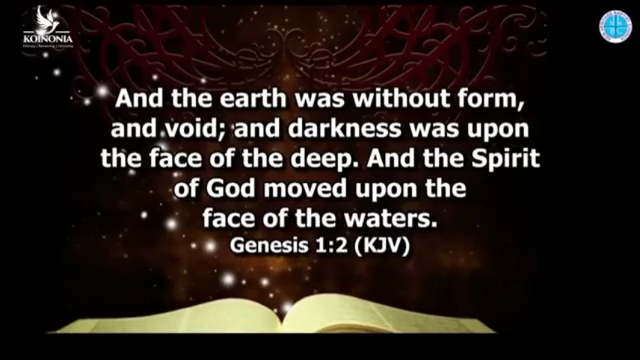 KOINONIA
And the earth was without form,
and void; and darkness was upon
the face of the deep. And the Spirit
of God moved upon the
face of the waters.
Genesis 1:2 (KJV)